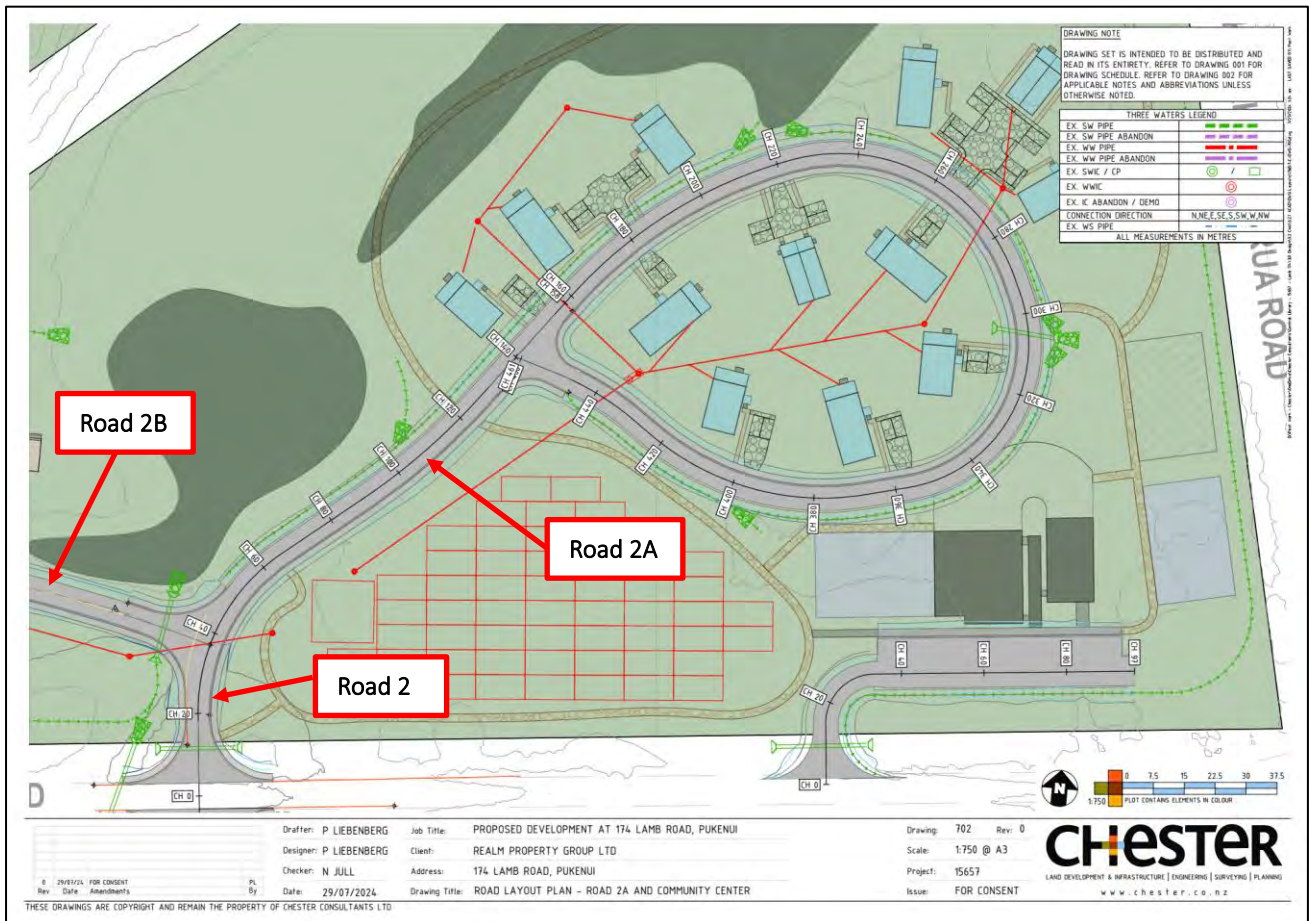 DRAWING NOTE
DRAWING SET IS INTENDED TO BE DISTRIBUTED AND
READ IN ITS ENTIRETY. REFER TO DRAWING 001 FOR
DRAWING SCHEDULE. REFER TO DRAWING 002 FOR
APPLICABLE NOTES AND ABBREVIATIONS UNLESS
OTHERWISE NOTED.
THREE WATERS LEGEND
EX. SW PIPE
EX. SW PIPE ABANDON
EX. WW PIPE
EX. WW PIPE ABANDON
EX. SWIC / CP /
EX. WWIC
EX. IC ABANDON / DEMO
CONNECTION DIRECTION N,NE,E,SE,S,SW,W,NW
EX. WS PIPE
ALL MEASUREMENTS IN METRES
RUA ROAD
CH 240
CH 220
CH 260
CH 200
CH 280
CH 180
CH 160
CH 158
CH 300
CH 140
CH 461
CH 120
CH 440
CH 320
Road 2B
CH 100
CH 420
CH 340
CH 80
CH 400
CH 380
CH 360
Road 2A
CH 60
CH 40
CH 40
CH 60
CH 80
CH 97
Road 2
CH 20
CH 20
CH 0
CH 0
D
N
0 7.5 15 22.5 30 37.5
1:750 PLOT CONTAINS ELEMENTS IN COLOUR
Drafter: P LIEBENBERG
Designer: P LIEBENBERG
Checker: N JULL
Date: 29/07/2024
Job Title: PROPOSED DEVELOPMENT AT 174 LAMB ROAD, PUKENUI
Client: REALM PROPERTY GROUP LTD
Address: 174 LAMB ROAD, PUKENUI
Drawing Title: ROAD LAYOUT PLAN - ROAD 2A AND COMMUNITY CENTER
Drawing: 702 Rev: 0
Scale: 1:750 @ A3
Project: 15657
Issue: FOR CONSENT
CHESTER
LAND DEVELOPMENT & INFRASTRUCTURE | ENGINEERING | SURVEYING | PLANNING
www.chester.co.nz
0 29/07/24 FOR CONSENT PL
Rev Date Amendments By
THESE DRAWINGS ARE COPYRIGHT AND REMAIN THE PROPERTY OF CHESTER CONSULTANTS LTD